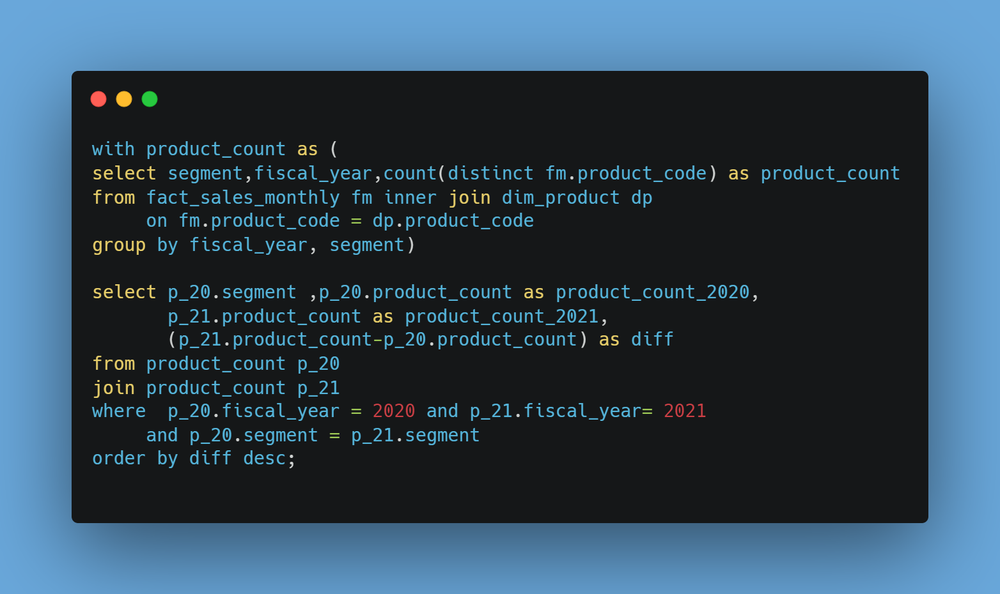 with product_count as (
select segment,fiscal_year,count(distinct fm.product_code) as product_count
from fact_sales_monthly fm inner join dim_product dp
     on fm.product_code = dp.product_code
group by fiscal_year, segment)

select p_20.segment ,p_20.product_count as product_count_2020,
       p_21.product_count as product_count_2021,
       (p_21.product_count-p_20.product_count) as diff
from product_count p_20
join product_count p_21
where  p_20.fiscal_year = 2020 and p_21.fiscal_year= 2021
     and p_20.segment = p_21.segment
order by diff desc;